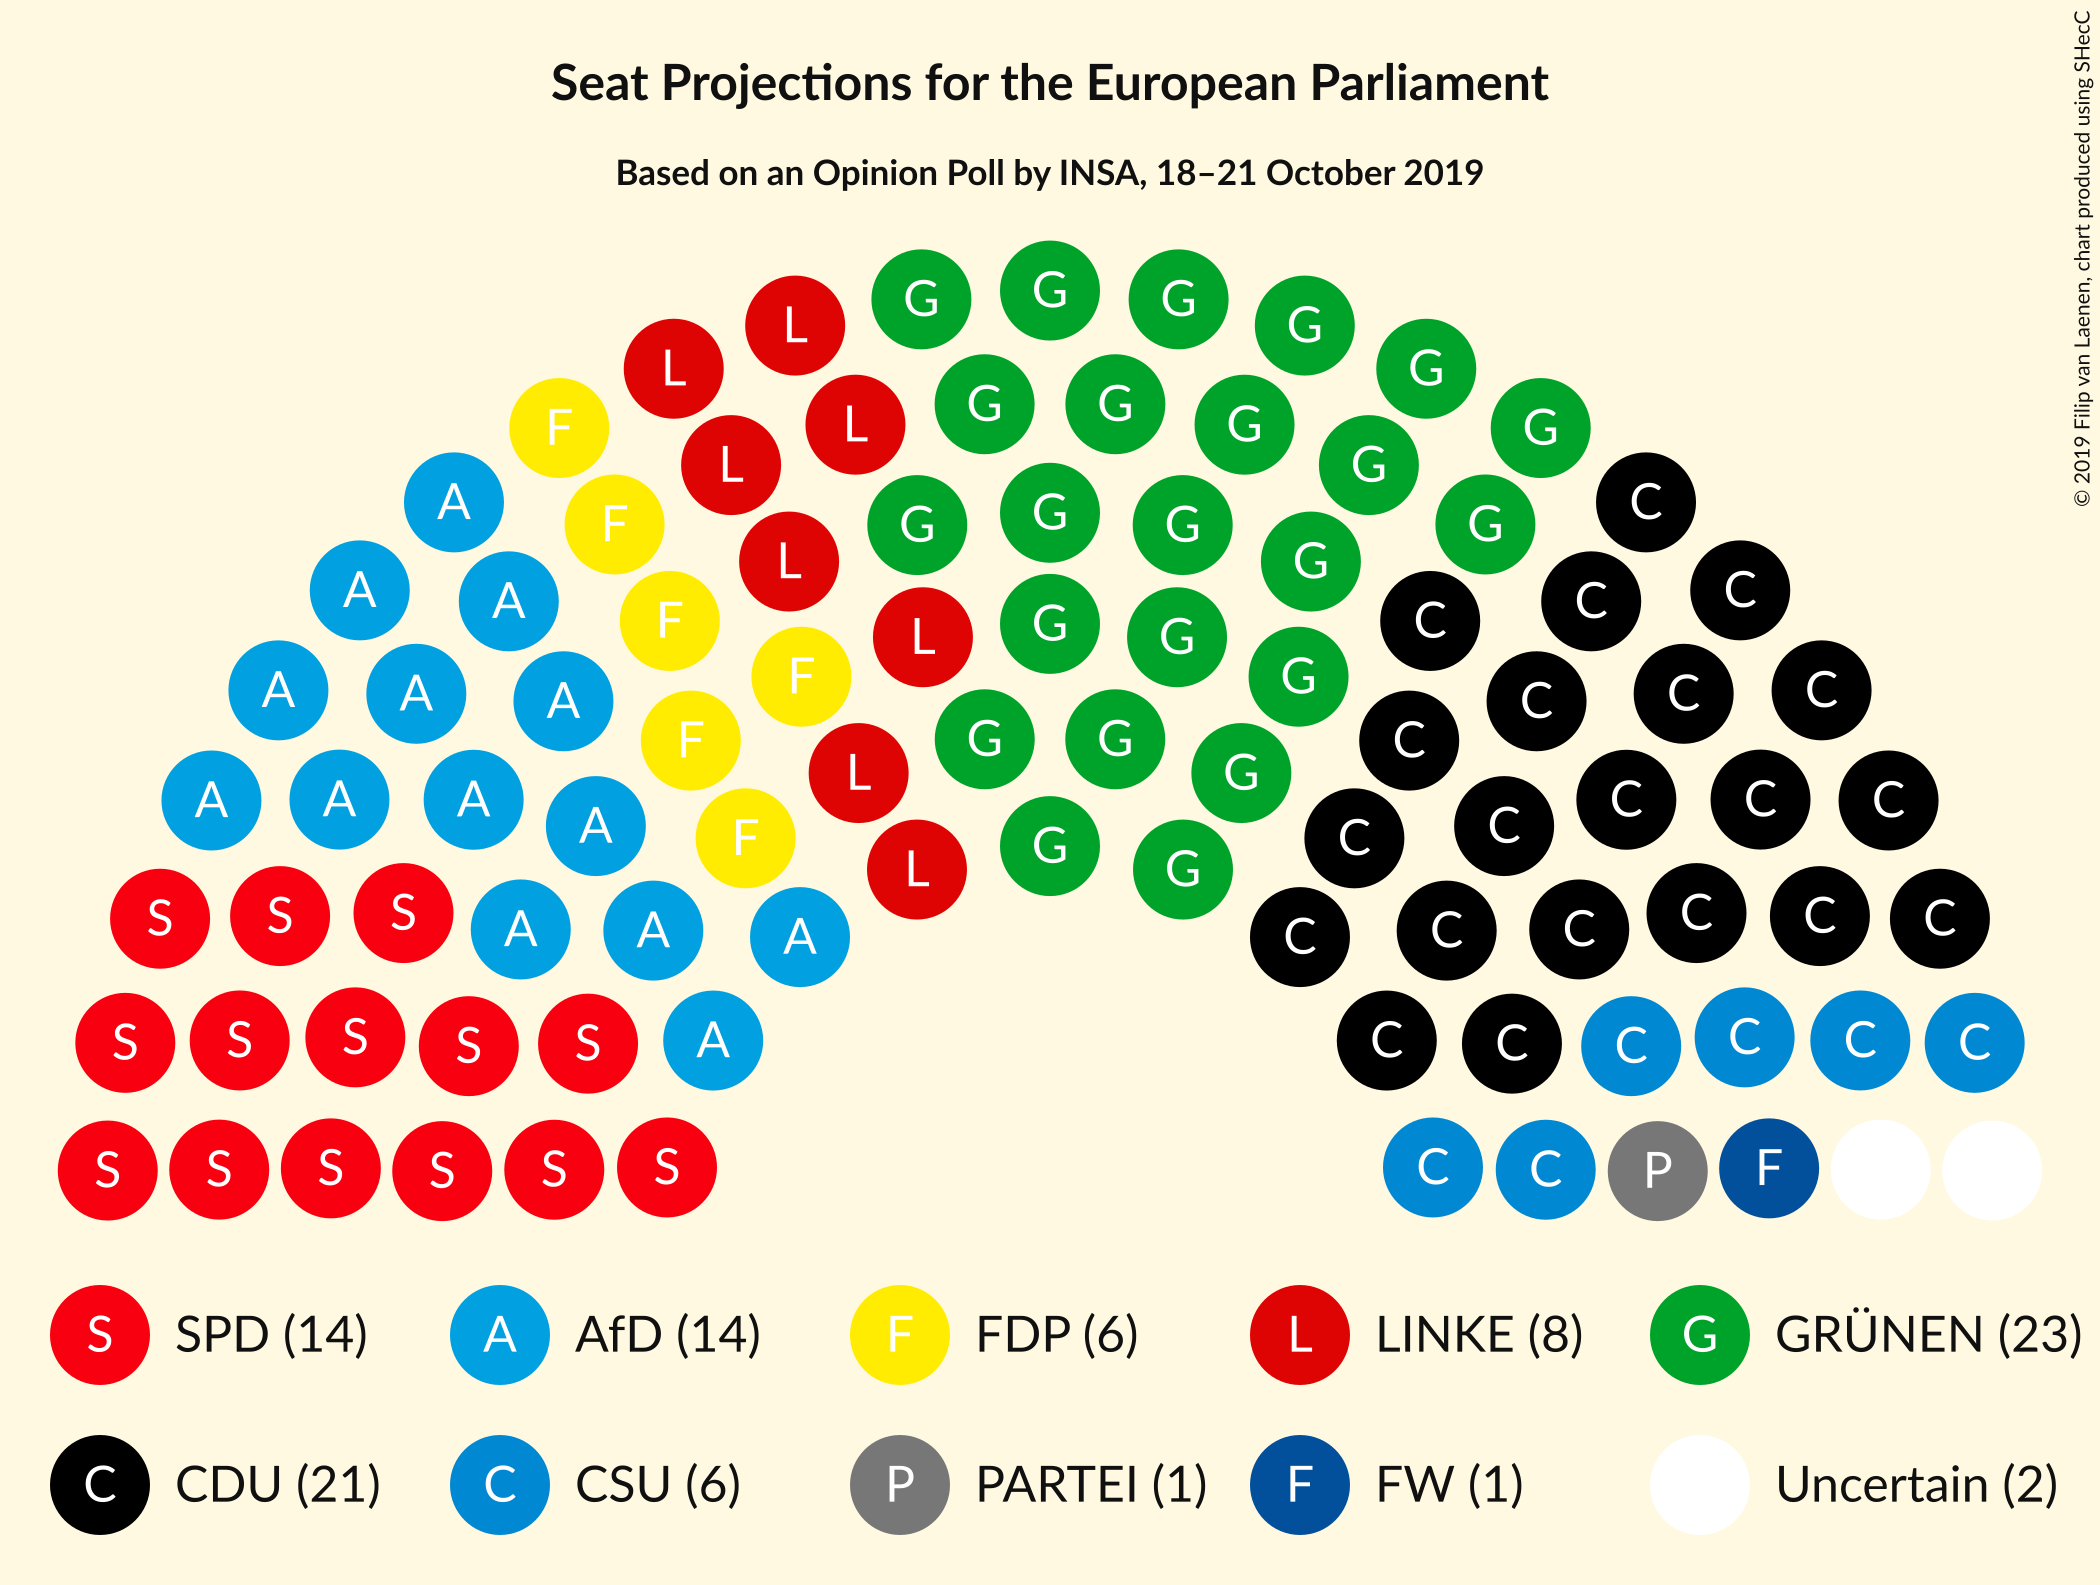 Seat Projections for the European Parliament
Based on an Opinion Poll by INSA, 18–21 October 2019
© 2019 Filip van Laenen, chart produced using SHecC
G G G G
L L G
L G G G G
F L G G
A F L G G G G C
A A F L L G G G G C C C
A A A F F G C C C C
A A A A F L G G G C C C C C
S S S A A A L G G C C C C C C C
S S S S S A C C C C C C
S S S S S S C C P F
S SPD (14) A AfD (14) F FDP (6) L LINKE (8) G GRÜNEN (23)
C CDU (21) C CSU (6) P PARTEI (1) F FW (1) Uncertain (2)